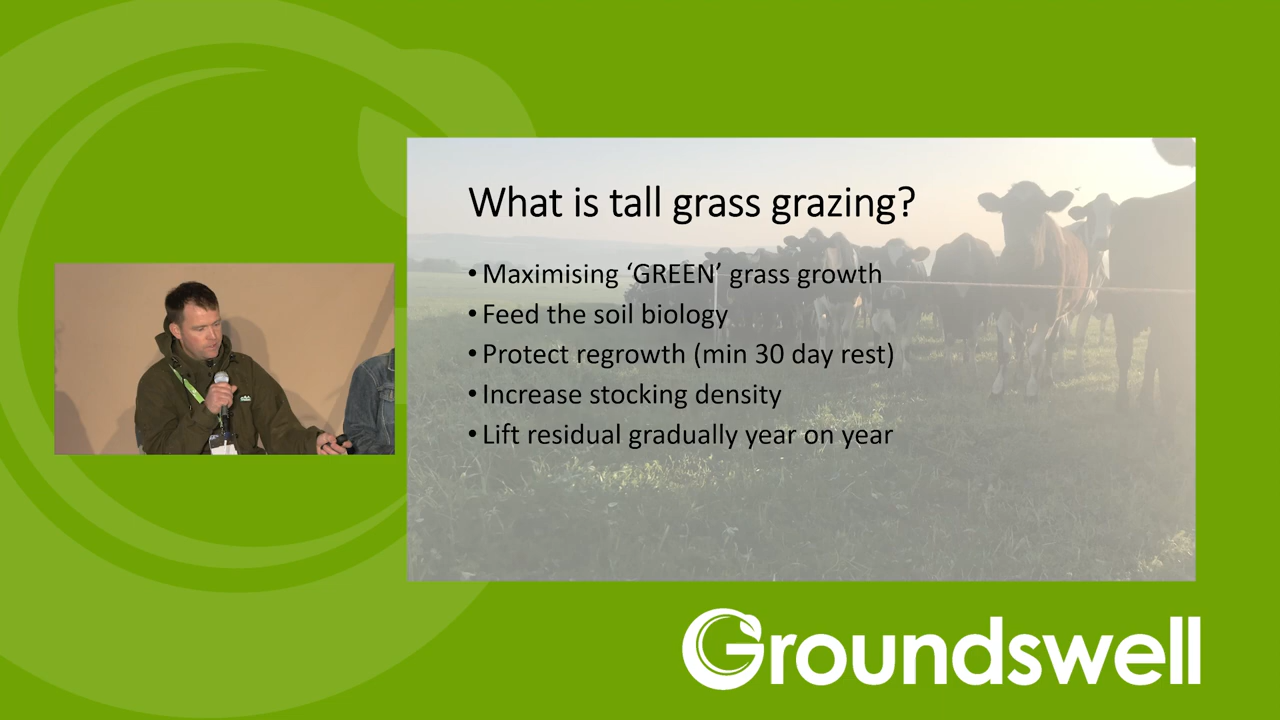 What is tall grass grazing?
• Maximising ‘GREEN’ grass growth
• Feed the soil biology
• Protect regrowth (min 30 day rest)
• Increase stocking density
• Lift residual gradually year on year
Groundswell